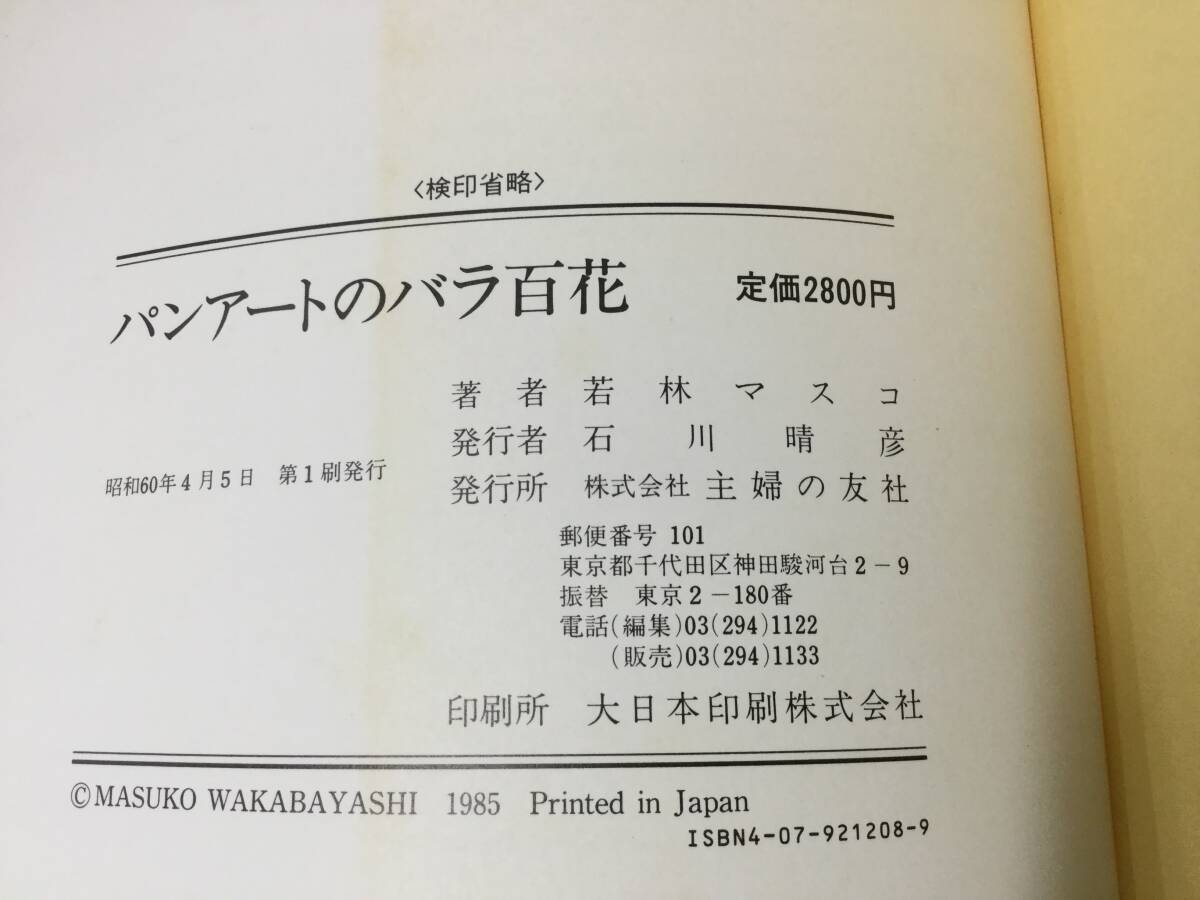 〈検印省略〉
パンアートのバラ百花 定価2800円
著者 若林マスコ
発行者 石川晴彦
昭和60年4月5日 第1刷発行
発行所 株式会社 主婦の友社
郵便番号 101
東京都千代田区神田駿河台2-9
振替 東京2-180番
電話(編集)03(294)1122
(販売)03(294)1133
印刷所 大日本印刷株式会社
©MASUKO WAKABAYASHI 1985 Printed in Japan
ISBN4-07-921208-9